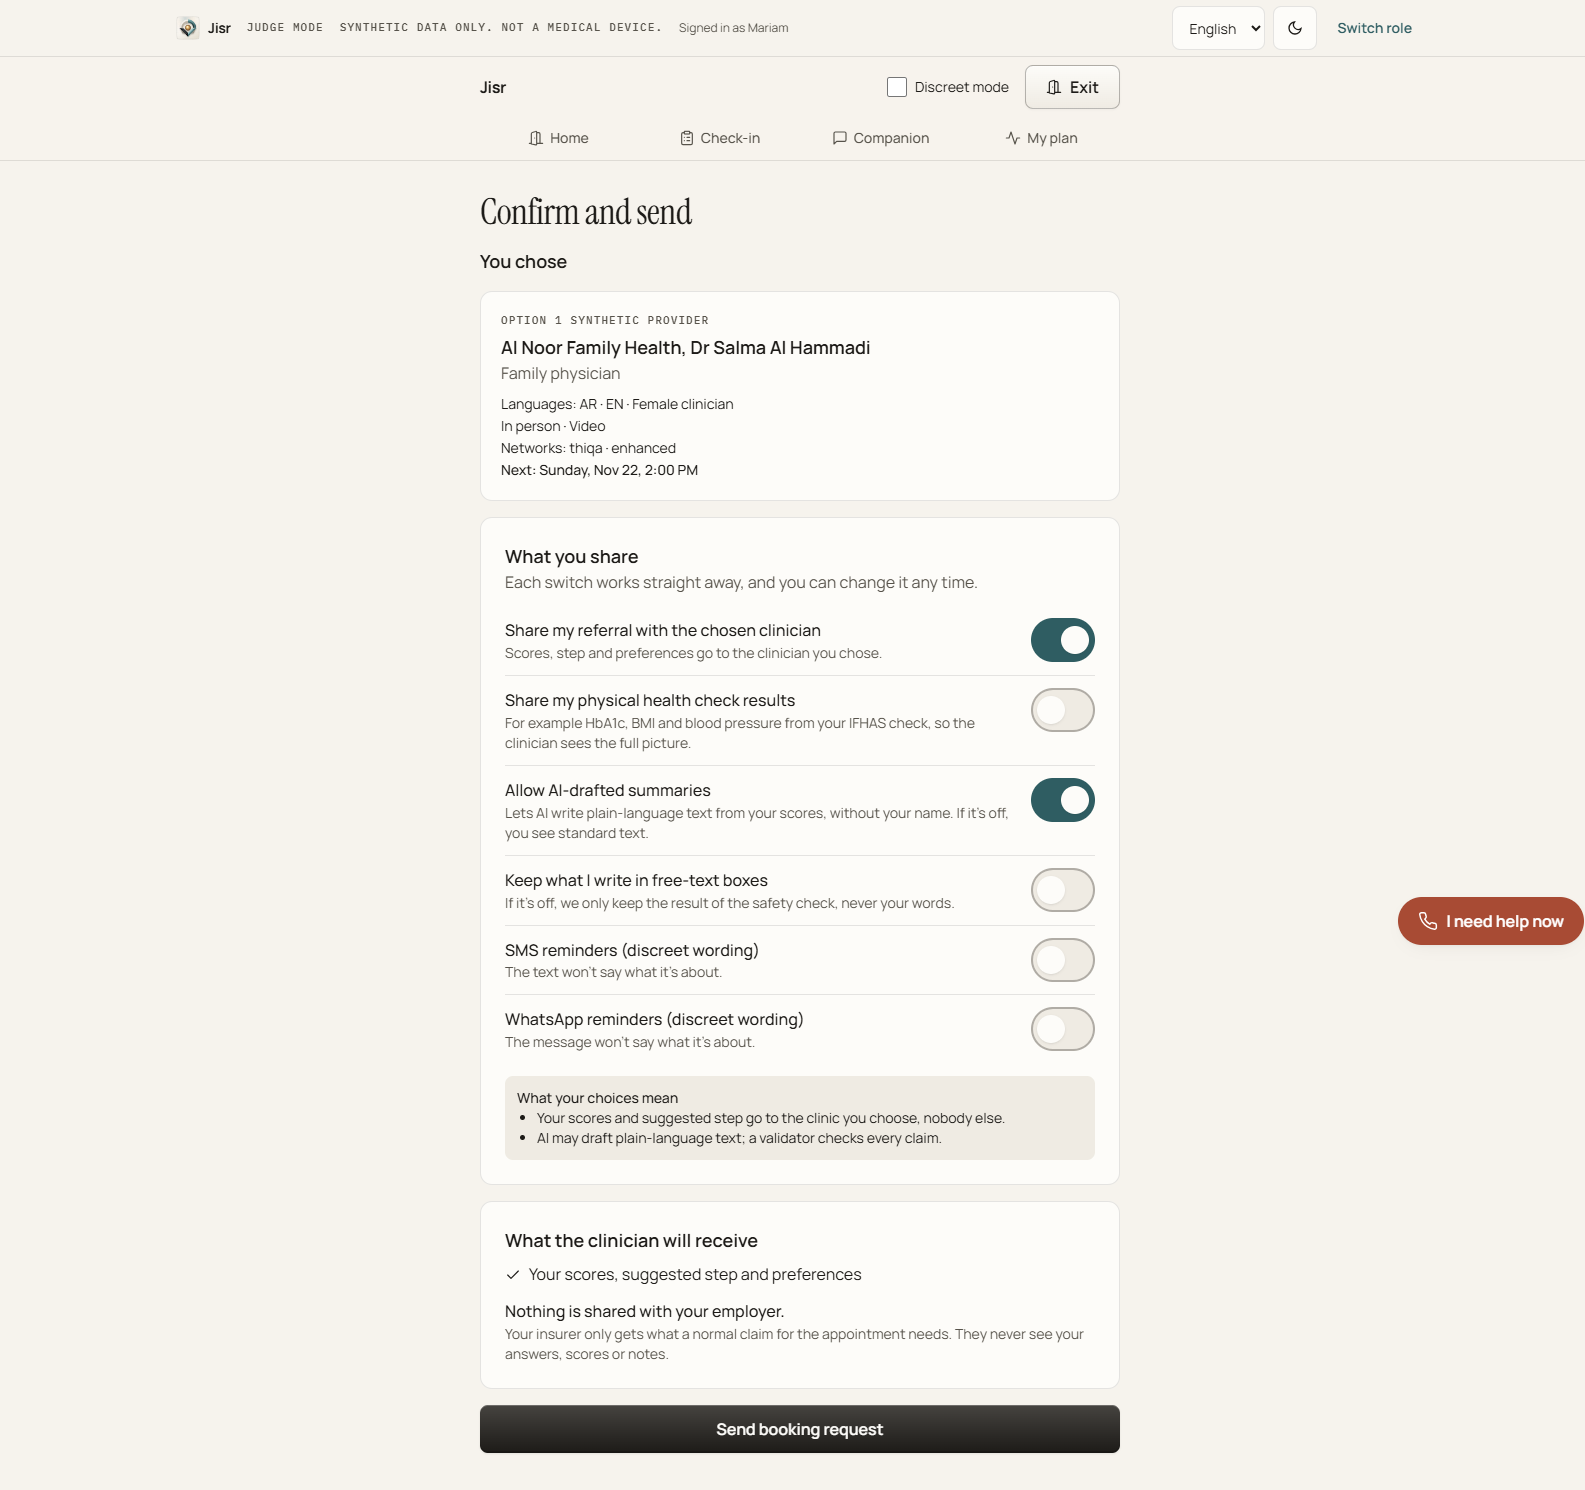 Jisr JUDGE MODE SYNTHETIC DATA ONLY. NOT A MEDICAL DEVICE. Signed in as Mariam English Switch role
Jisr Discreet mode Exit
Home Check-in Companion My plan
Confirm and send
You chose
OPTION 1 SYNTHETIC PROVIDER
Al Noor Family Health, Dr Salma Al Hammadi
Family physician
Languages: AR · EN · Female clinician
In person · Video
Networks: thiqa · enhanced
Next: Sunday, Nov 22, 2:00 PM
What you share
Each switch works straight away, and you can change it any time.
Share my referral with the chosen clinician
Scores, step and preferences go to the clinician you chose.
Share my physical health check results
For example HbA1c, BMI and blood pressure from your IFHAS check, so the
clinician sees the full picture.
Allow AI-drafted summaries
Lets AI write plain-language text from your scores, without your name. If it's off,
you see standard text.
Keep what I write in free-text boxes
If it's off, we only keep the result of the safety check, never your words.
I need help now
SMS reminders (discreet wording)
The text won't say what it's about.
WhatsApp reminders (discreet wording)
The message won't say what it's about.
What your choices mean
• Your scores and suggested step go to the clinic you choose, nobody else.
• AI may draft plain-language text; a validator checks every claim.
What the clinician will receive
Your scores, suggested step and preferences
Nothing is shared with your employer.
Your insurer only gets what a normal claim for the appointment needs. They never see your
answers, scores or notes.
Send booking request